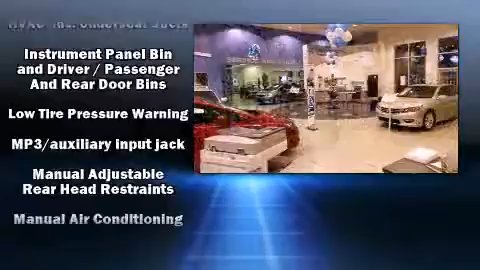 Instrument Panel Bin
and Driver / Passenger
And Rear Door Bins
Low Tire Pressure Warning
MP3/auxiliary input jack
Manual Adjustable
Rear Head Restraints
Manual Air Conditioning